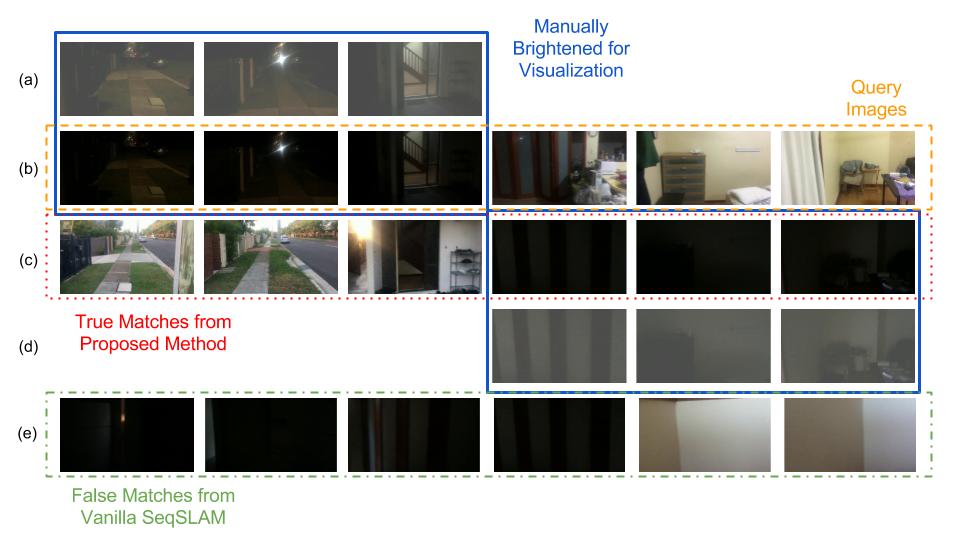 Manually
Brightened for
Visualization
(a)
Query
Images
(b)
(c)
True Matches from
Proposed Method
(d)
(e)
False Matches from
Vanilla SeqSLAM